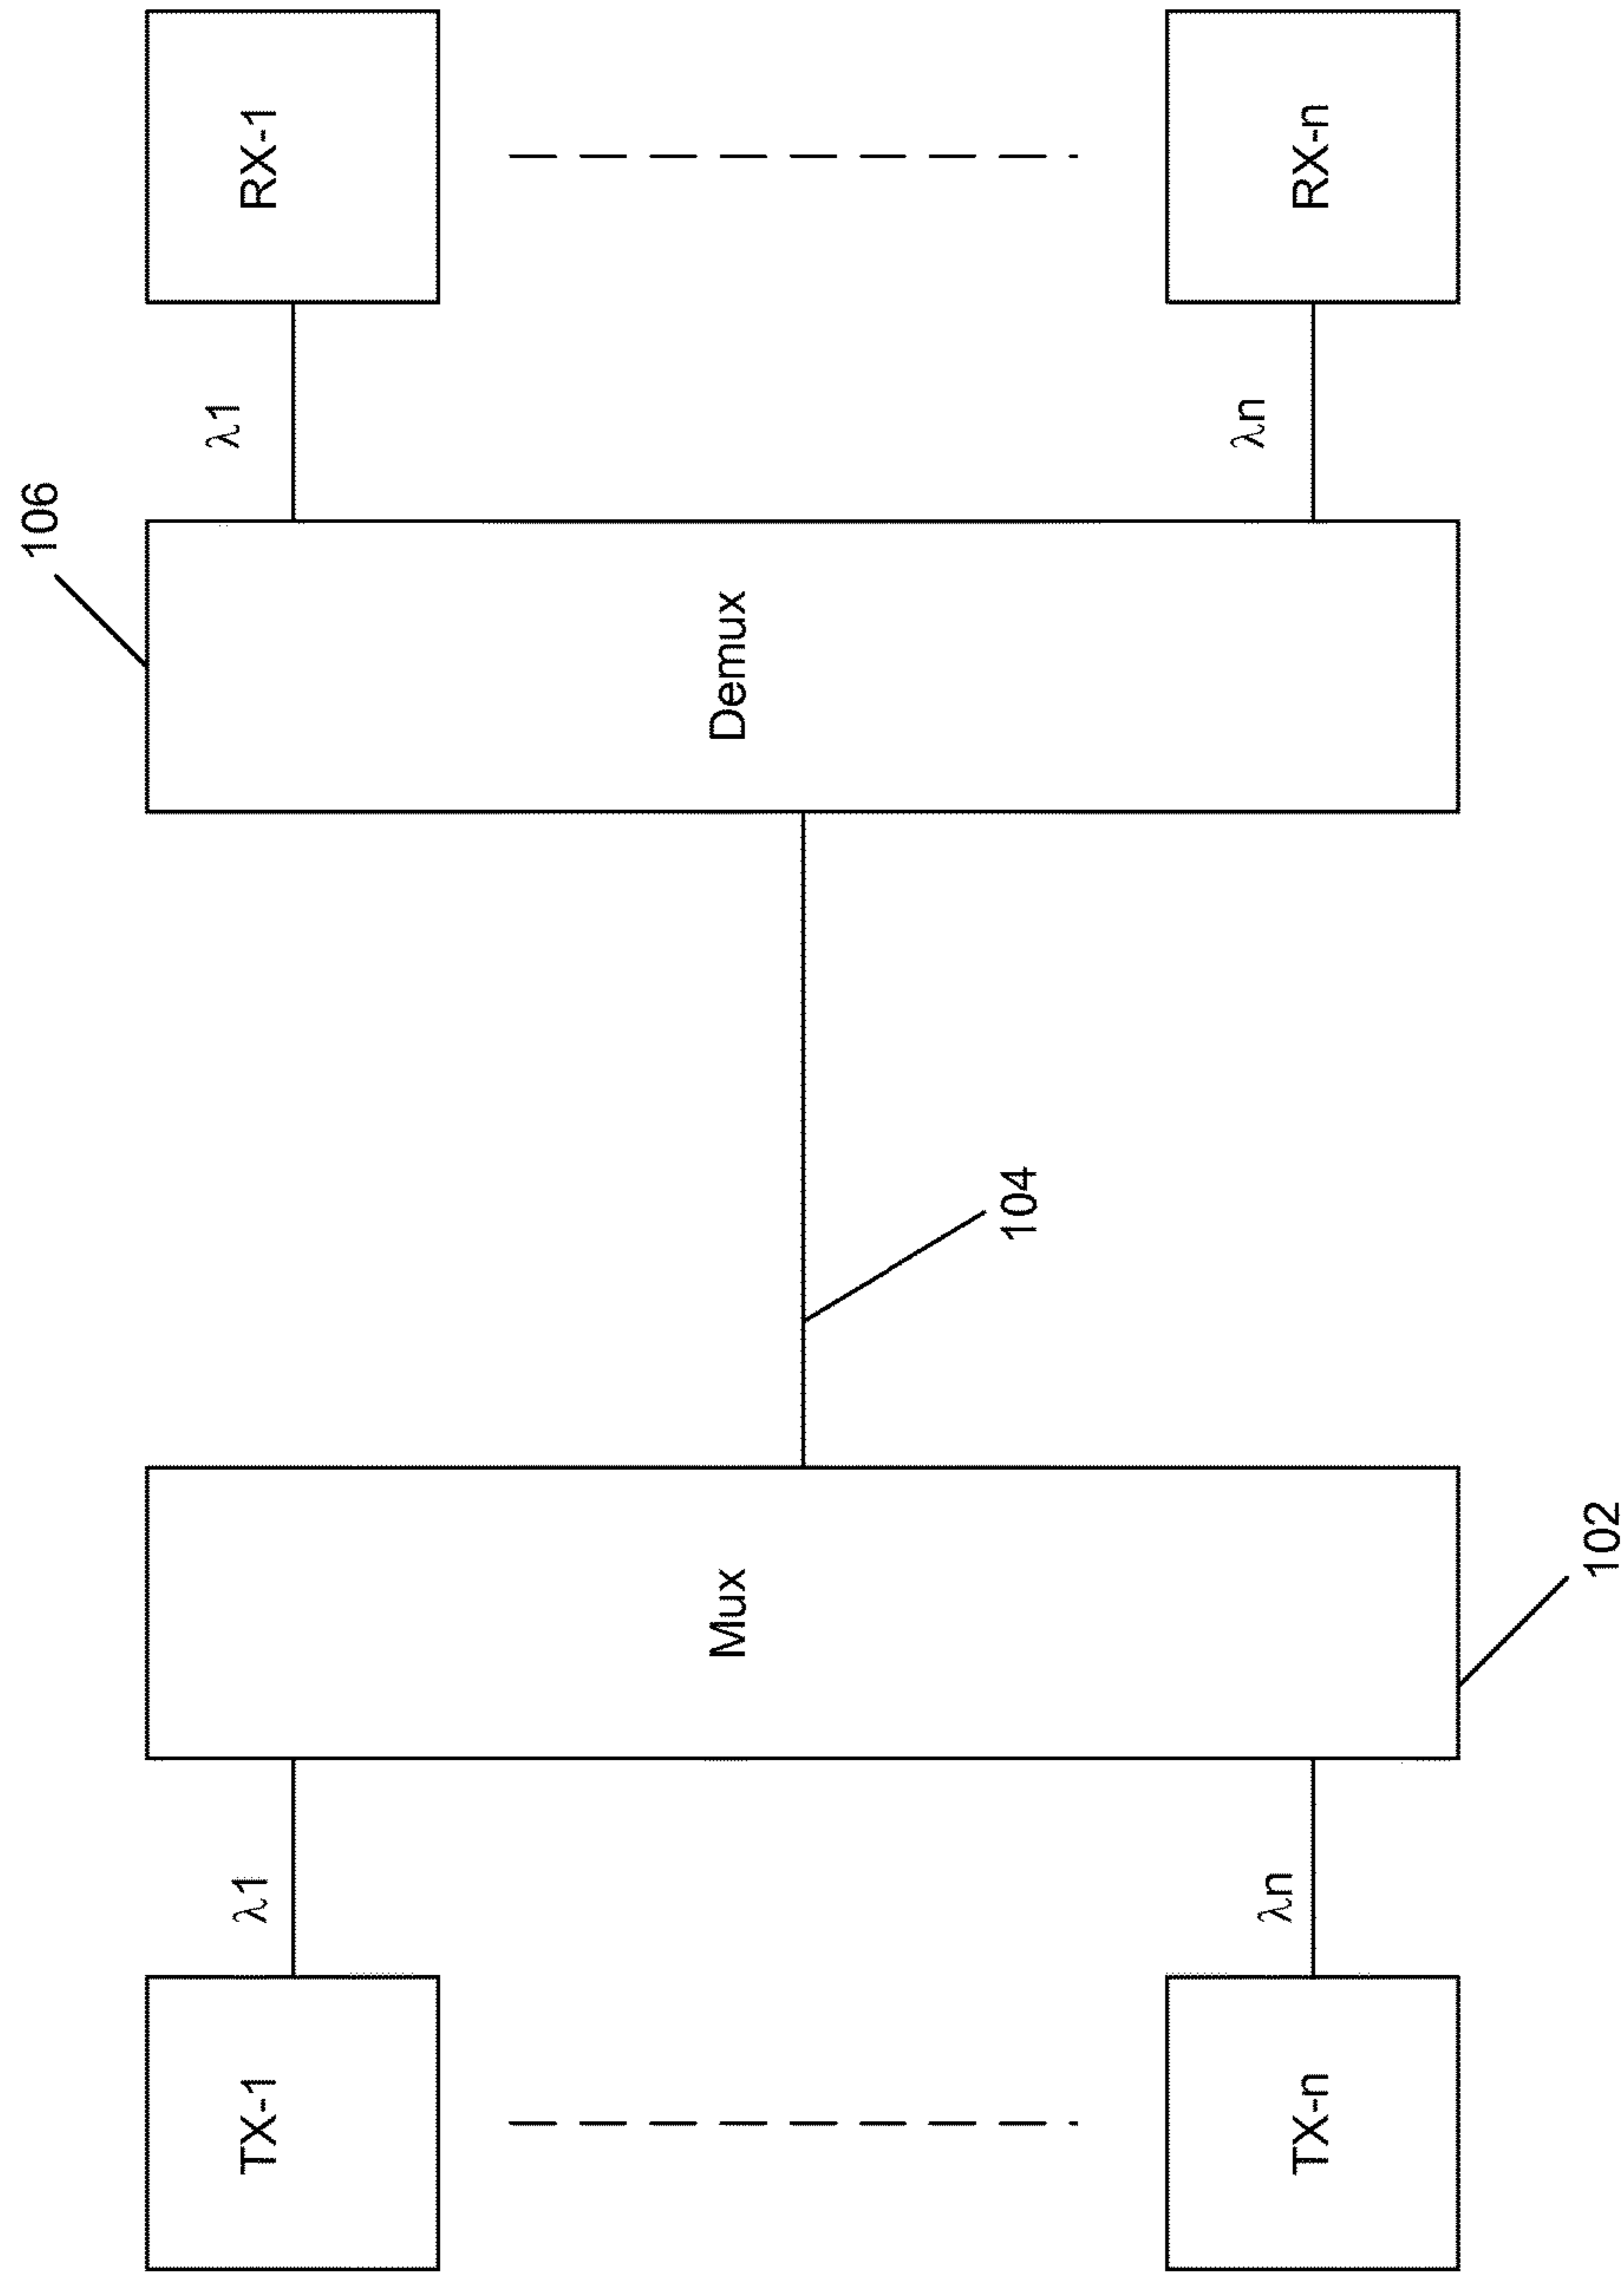 106
λ1
λ1
TX-1
RX-1
Mux
Demux
104
λn
λn
TX-n
RX-n
102